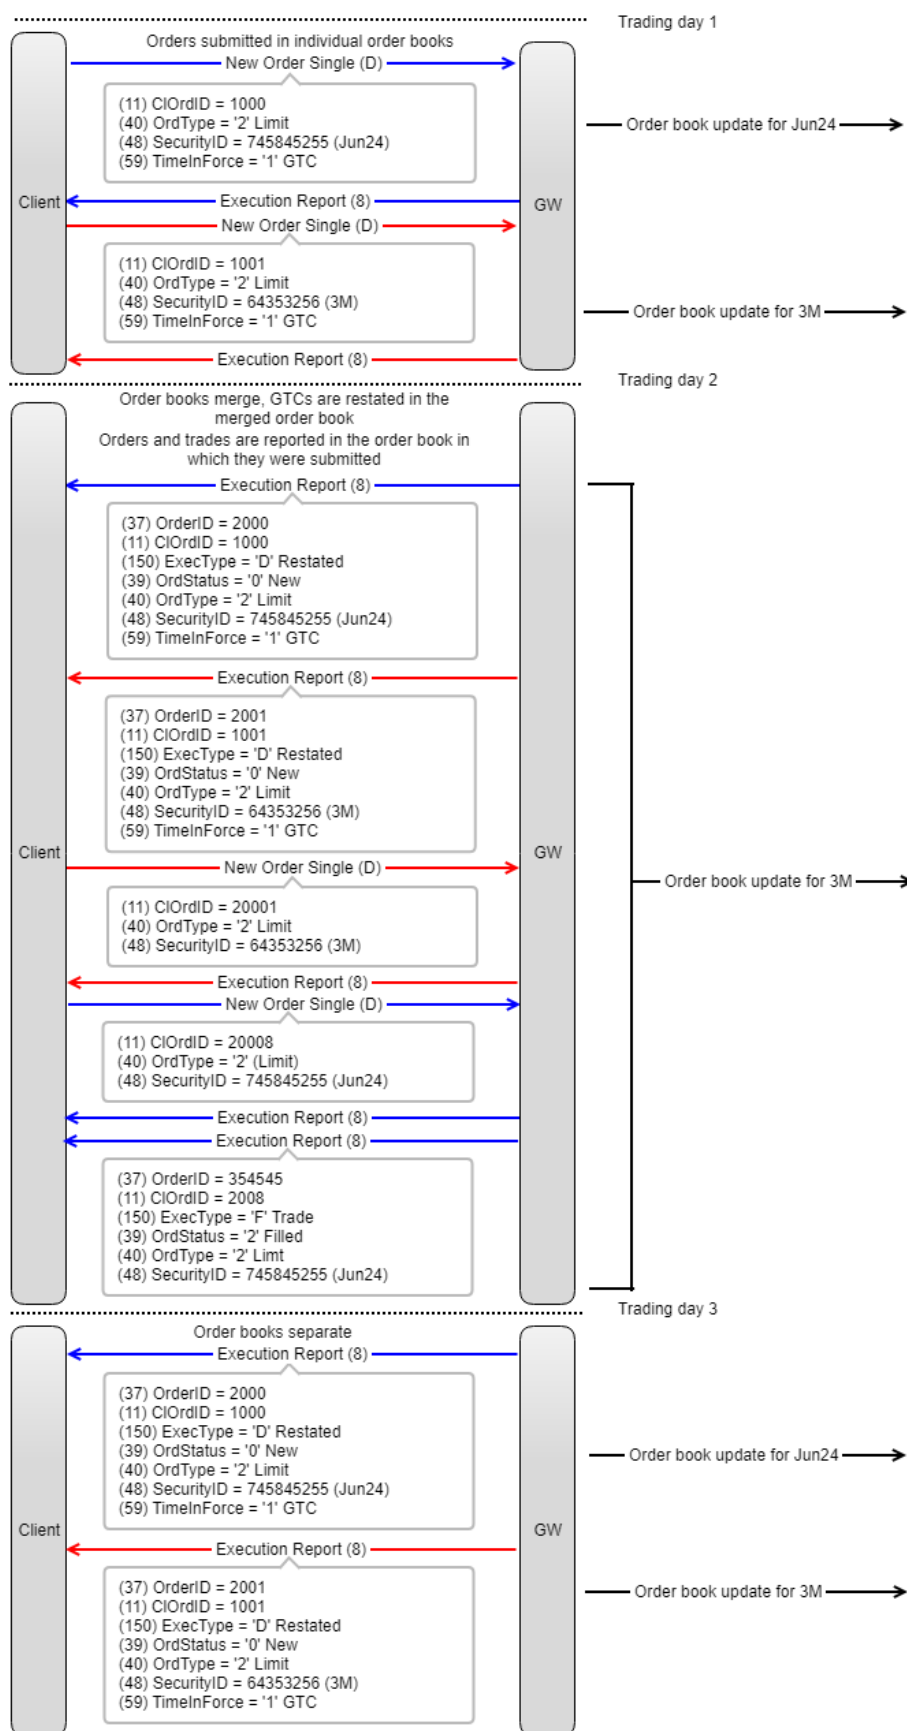 Trading day 1
Orders submitted in individual order books
New Order Single (D)
(11) ClOrdID = 1000
(40) OrdType = '2' Limit
(48) SecurityID = 745845255 (Jun24)
(59) TimeInForce = '1' GTC
Order book update for Jun24
Client
Execution Report (8)
GW
New Order Single (D)
(11) ClOrdID = 1001
(40) OrdType = '2' Limit
(48) SecurityID = 64353256 (3M)
(59) TimeInForce = '1' GTC
Order book update for 3M
Execution Report (8)
Trading day 2
Order books merge, GTCs are restated in the
merged order book
Orders and trades are reported in the order book in
which they were submitted
Execution Report (8)
(37) OrderID = 2000
(11) ClOrdID = 1000
(150) ExecType = 'D' Restated
(39) OrdStatus = '0' New
(40) OrdType = '2' Limit
(48) SecurityID = 745845255 (Jun24)
(59) TimeInForce = '1' GTC
Execution Report (8)
(37) OrderID = 2001
(11) ClOrdID = 1001
(150) ExecType = 'D' Restated
(39) OrdStatus = '0' New
(40) OrdType = '2' Limit
(48) SecurityID = 64353256 (3M)
(59) TimeInForce = '1' GTC
Client
GW
New Order Single (D)
Order book update for 3M
(11) ClOrdID = 20001
(40) OrdType = '2' Limit
(48) SecurityID = 64353256 (3M)
Execution Report (8)
New Order Single (D)
(11) ClOrdID = 20008
(40) OrdType = '2' (Limit)
(48) SecurityID = 745845255 (Jun24)
Execution Report (8)
Execution Report (8)
(37) OrderID = 354545
(11) ClOrdID = 2008
(150) ExecType = 'F' Trade
(39) OrdStatus = '2' Filled
(40) OrdType = '2' Limt
(48) SecurityID = 745845255 (Jun24)
Trading day 3
Order books separate
Execution Report (8)
(37) OrderID = 2000
(11) ClOrdID = 1000
(150) ExecType = 'D' Restated
(39) OrdStatus = '0' New
(40) OrdType = '2' Limit
(48) SecurityID = 745845255 (Jun24)
(59) TimeInForce = '1' GTC
Order book update for Jun24
Client
GW
Execution Report (8)
(37) OrderID = 2001
(11) ClOrdID = 1001
(150) ExecType = 'D' Restated
(39) OrdStatus = '0' New
(40) OrdType = '2' Limit
(48) SecurityID = 64353256 (3M)
(59) TimeInForce = '1' GTC
Order book update for 3M